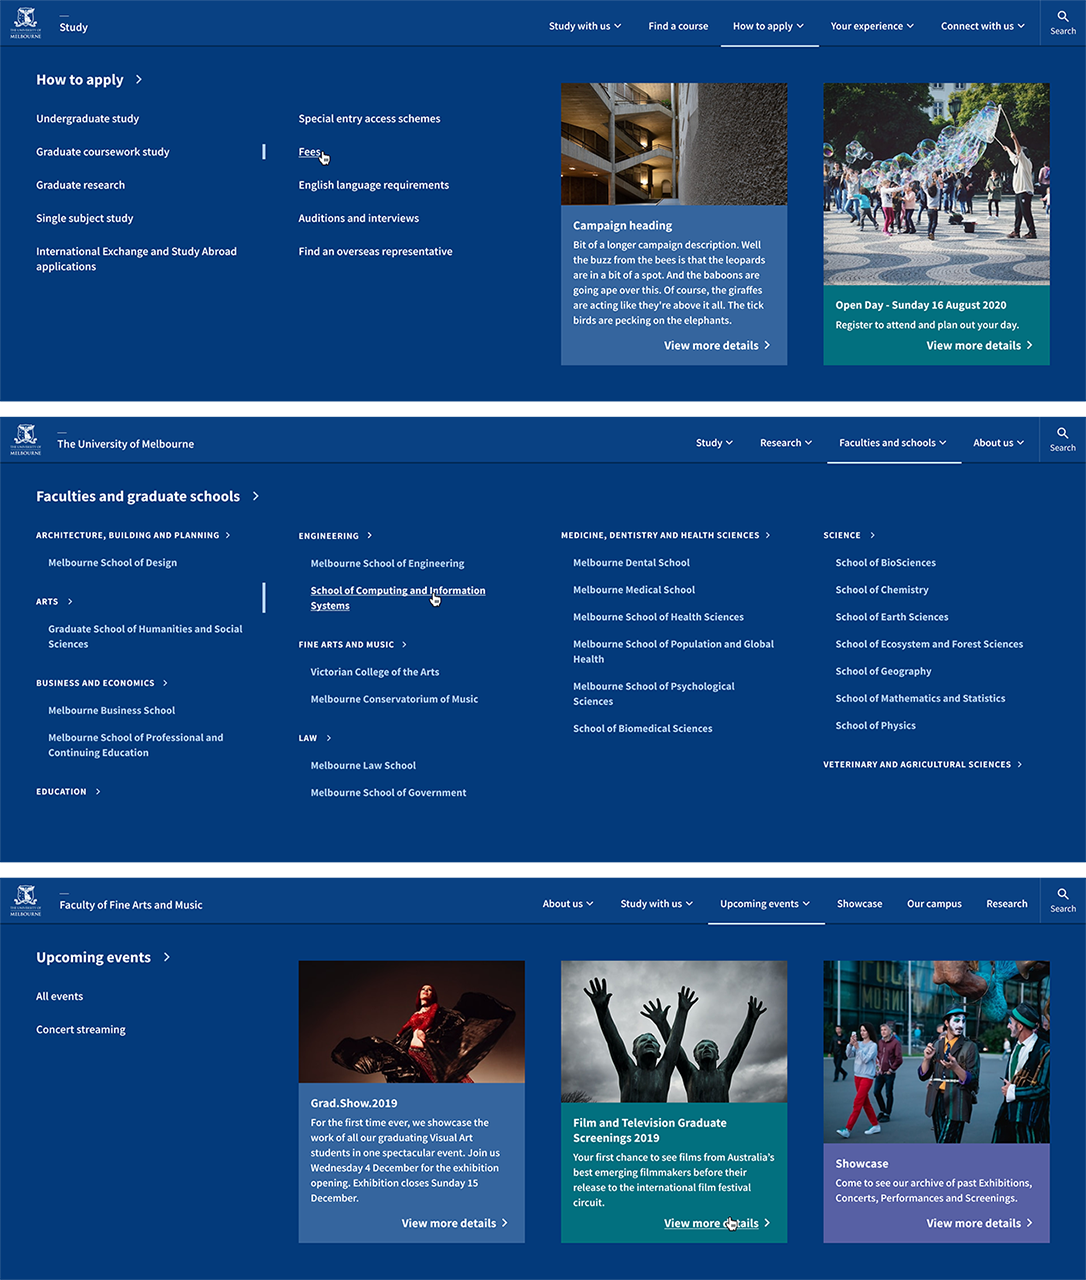 THE UNIVERSITY OF
MELBOURNE
Study
Study with us
Find a course
How to apply
Your experience
Connect with us
Search
How to apply
Undergraduate study
Graduate coursework study
Graduate research
Single subject study
International Exchange and Study Abroad
applications
Special entry access schemes
Fees
English language requirements
Auditions and interviews
Find an overseas representative
Campaign heading
Bit of a longer campaign description. Well
the buzz from the bees is that the leopards
are in a bit of a spot. And the baboons are
going ape over this. Of course, the giraffes
are acting like they're above it all. The tick
birds are pecking on the elephants.
View more details
Open Day - Sunday 16 August 2020
Register to attend and plan out your day.
View more details
THE UNIVERSITY OF
MELBOURNE
The University of Melbourne
Study
Research
Faculties and schools
About us
Search
Faculties and graduate schools
ARCHITECTURE, BUILDING AND PLANNING
Melbourne School of Design
ARTS
Graduate School of Humanities and Social
Sciences
BUSINESS AND ECONOMICS
Melbourne Business School
Melbourne School of Professional and
Continuing Education
EDUCATION
ENGINEERING
Melbourne School of Engineering
School of Computing and Information
Systems
FINE ARTS AND MUSIC
Victorian College of the Arts
Melbourne Conservatorium of Music
LAW
Melbourne Law School
Melbourne School of Government
MEDICINE, DENTISTRY AND HEALTH SCIENCES
Melbourne Dental School
Melbourne Medical School
Melbourne School of Health Sciences
Melbourne School of Population and Global
Health
Melbourne School of Psychological
Sciences
School of Biomedical Sciences
SCIENCE
School of BioSciences
School of Chemistry
School of Earth Sciences
School of Ecosystem and Forest Sciences
School of Geography
School of Mathematics and Statistics
School of Physics
VETERINARY AND AGRICULTURAL SCIENCES
THE UNIVERSITY OF
MELBOURNE
Faculty of Fine Arts and Music
About us
Study with us
Upcoming events
Showcase
Our campus
Research
Search
Upcoming events
All events
Concert streaming
Grad.Show.2019
For the first time ever, we showcase the
work of all our graduating Visual Art
students in one spectacular event. Join us
Wednesday 4 December for the exhibition
opening. Exhibition closes Sunday 15
December.
View more details
Film and Television Graduate
Screenings 2019
Your first chance to see films from Australia's
best emerging filmmakers before their
release to the international film festival
circuit.
View more details
Showcase
Come to see our archive of past Exhibitions,
Concerts, Performances and Screenings.
View more details